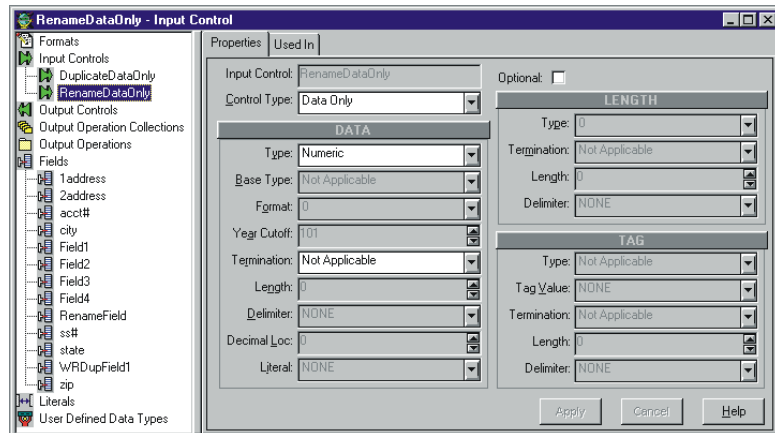 RenameDataOnly - Input Control
Formats
Input Controls
DuplicateDataOnly
RenameDataOnly
Output Controls
Output Operation Collections
Output Operations
Fields
1address
2address
acct#
city
Field1
Field2
Field3
Field4
RenameField
ss#
state
WRDupField1
zip
Literals
User Defined Data Types
Properties Used In
Input Control: RenameDataOnly
Control Type: Data Only
DATA
Type: Numeric
Base Type: Not Applicable
Format: 0
Year Cutoff: 101
Termination: Not Applicable
Length: 0
Delimiter: NONE
Decimal Loc: 0
Literal: NONE
Optional:
LENGTH
Type: 0
Termination: Not Applicable
Length: 0
Delimiter: NONE
TAG
Type: Not Applicable
Tag Value: NONE
Termination: Not Applicable
Length: 0
Delimiter: NONE
Apply Cancel Help